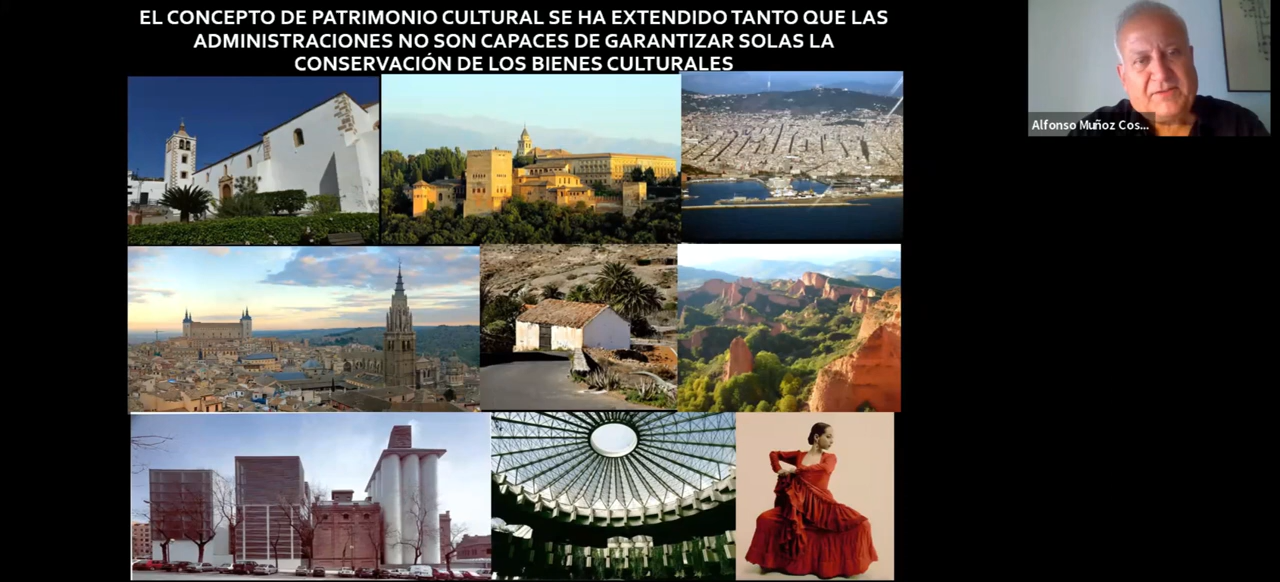 EL CONCEPTO DE PATRIMONIO CULTURAL SE HA EXTENDIDO TANTO QUE LAS
ADMINISTRACIONES NO SON CAPACES DE GARANTIZAR SOLAS LA
CONSERVACIÓN DE LOS BIENES CULTURALES
Alfonso Muñoz Cos...